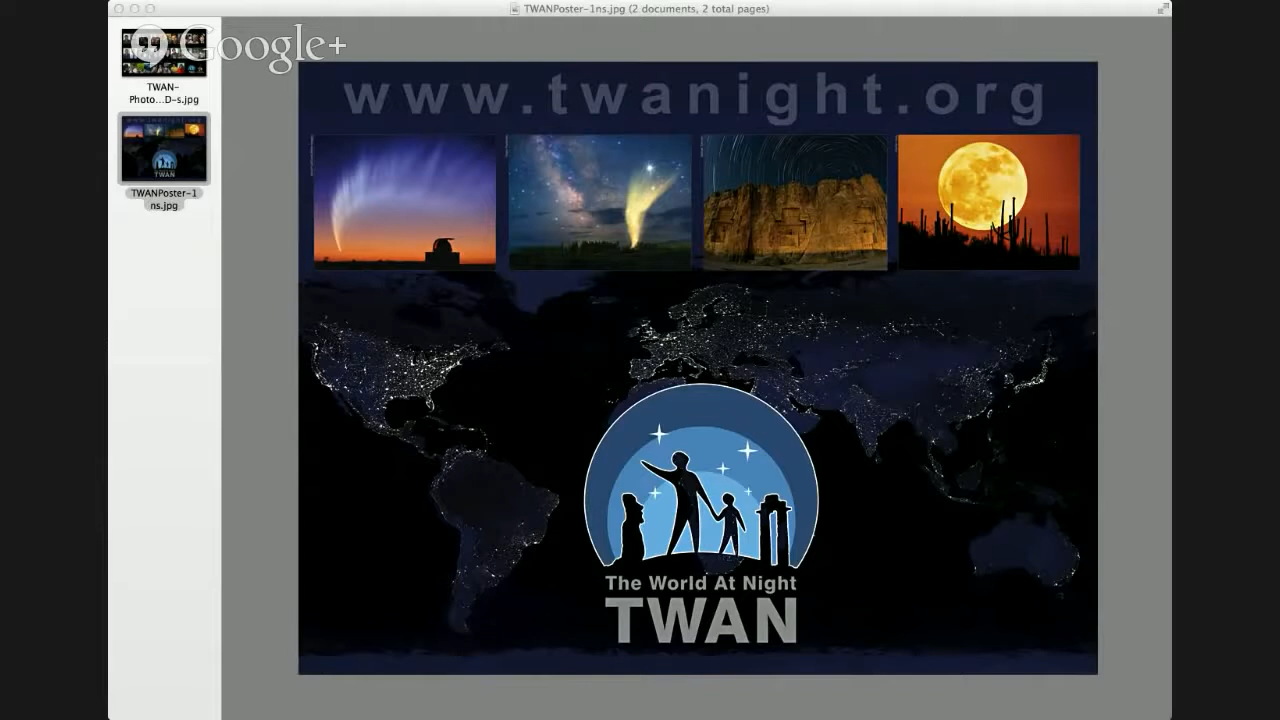 TWANPoster-1ns.jpg (2 documents, 2 total pages)
Google+
TWAN-
Photo...D-s.jpg
TWANPoster-1
ns.jpg
www.twanight.org
The World At Night
TWAN